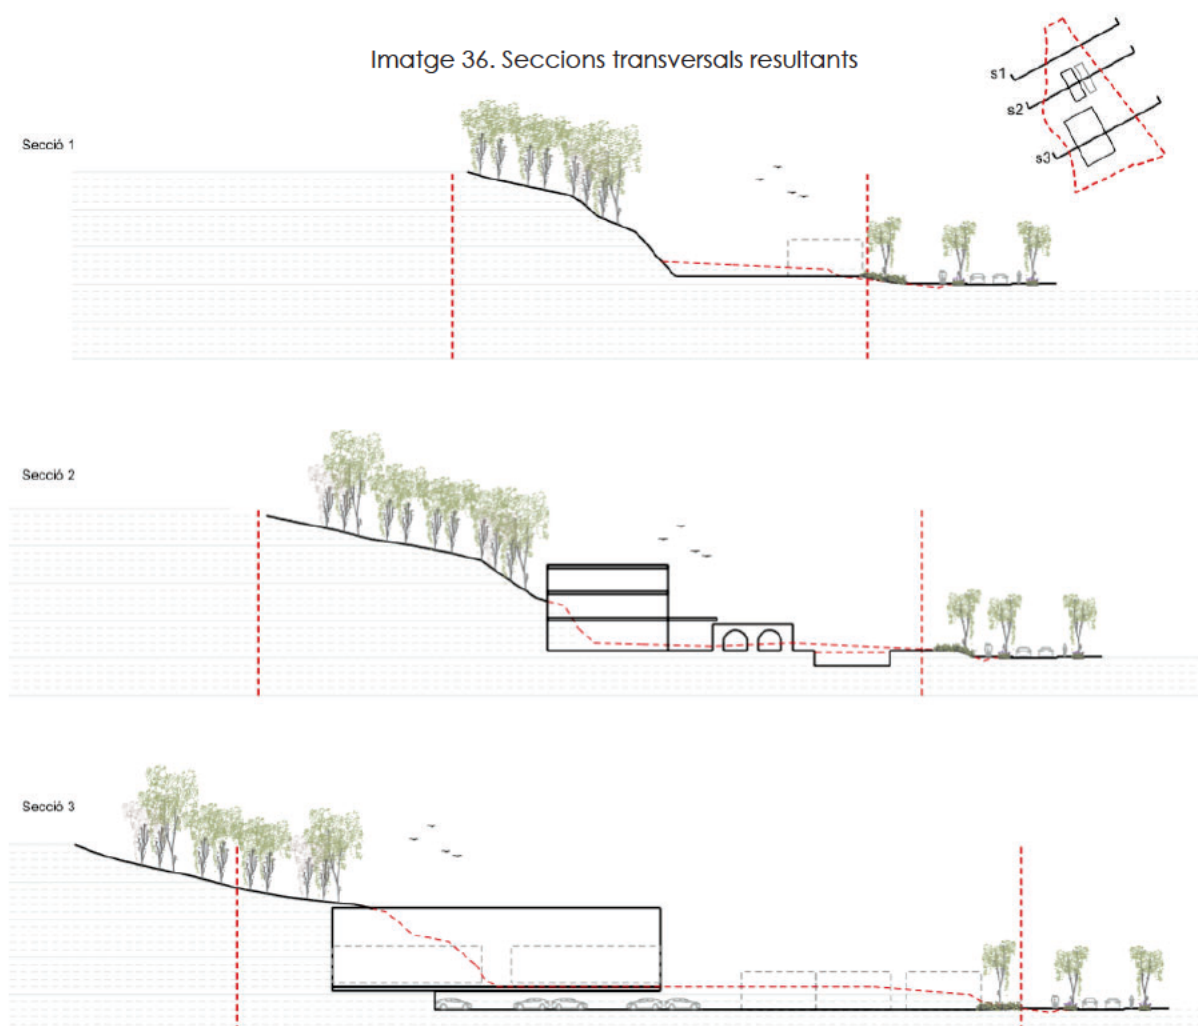 Imatge 36. Seccions transversals resultants
s1
s2
s3
Secció 1
Secció 2
Secció 3